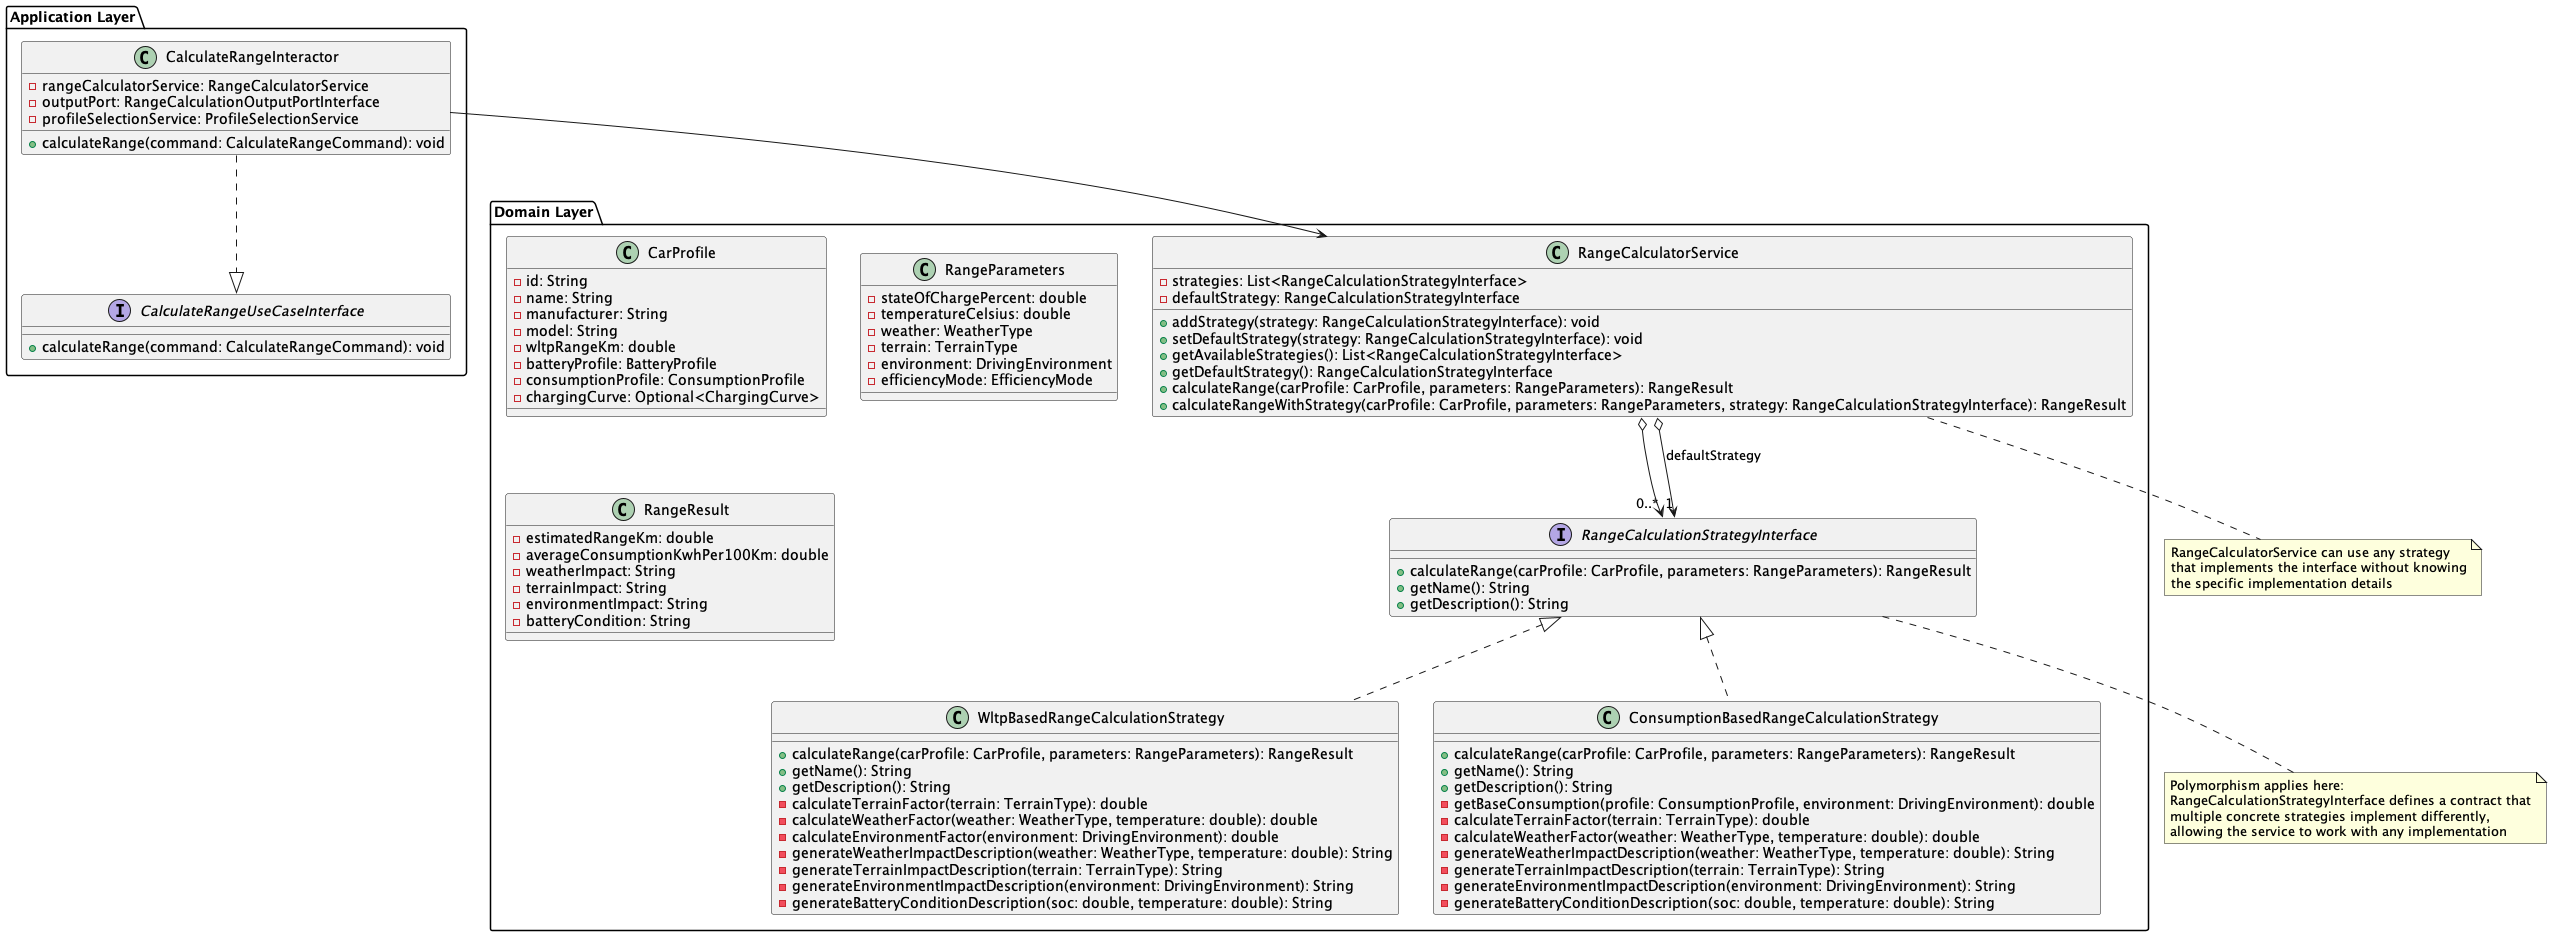 Application Layer
CalculateRangeInteractor
rangeCalculatorService: RangeCalculatorService
outputPort: RangeCalculationOutputPortInterface
profileSelectionService: ProfileSelectionService
calculateRange(command: CalculateRangeCommand): void
CalculateRangeUseCaseInterface
calculateRange(command: CalculateRangeCommand): void
Domain Layer
CarProfile
id: String
name: String
manufacturer: String
model: String
wltpRangeKm: double
batteryProfile: BatteryProfile
consumptionProfile: ConsumptionProfile
chargingCurve: Optional<ChargingCurve>
RangeParameters
stateOfChargePercent: double
temperatureCelsius: double
weather: WeatherType
terrain: TerrainType
environment: DrivingEnvironment
efficiencyMode: EfficiencyMode
RangeCalculatorService
strategies: List<RangeCalculationStrategyInterface>
defaultStrategy: RangeCalculationStrategyInterface
addStrategy(strategy: RangeCalculationStrategyInterface): void
setDefaultStrategy(strategy: RangeCalculationStrategyInterface): void
getAvailableStrategies(): List<RangeCalculationStrategyInterface>
getDefaultStrategy(): RangeCalculationStrategyInterface
calculateRange(carProfile: CarProfile, parameters: RangeParameters): RangeResult
calculateRangeWithStrategy(carProfile: CarProfile, parameters: RangeParameters, strategy: RangeCalculationStrategyInterface): RangeResult
defaultStrategy
0..*
1
RangeResult
estimatedRangeKm: double
averageConsumptionKwhPer100Km: double
weatherImpact: String
terrainImpact: String
environmentImpact: String
batteryCondition: String
RangeCalculationStrategyInterface
calculateRange(carProfile: CarProfile, parameters: RangeParameters): RangeResult
getName(): String
getDescription(): String
RangeCalculatorService can use any strategy
that implements the interface without knowing
the specific implementation details
WltpBasedRangeCalculationStrategy
calculateRange(carProfile: CarProfile, parameters: RangeParameters): RangeResult
getName(): String
getDescription(): String
calculateTerrainFactor(terrain: TerrainType): double
calculateWeatherFactor(weather: WeatherType, temperature: double): double
calculateEnvironmentFactor(environment: DrivingEnvironment): double
generateWeatherImpactDescription(weather: WeatherType, temperature: double): String
generateTerrainImpactDescription(terrain: TerrainType): String
generateEnvironmentImpactDescription(environment: DrivingEnvironment): String
generateBatteryConditionDescription(soc: double, temperature: double): String
ConsumptionBasedRangeCalculationStrategy
calculateRange(carProfile: CarProfile, parameters: RangeParameters): RangeResult
getName(): String
getDescription(): String
getBaseConsumption(profile: ConsumptionProfile, environment: DrivingEnvironment): double
calculateTerrainFactor(terrain: TerrainType): double
calculateWeatherFactor(weather: WeatherType, temperature: double): double
generateWeatherImpactDescription(weather: WeatherType, temperature: double): String
generateTerrainImpactDescription(terrain: TerrainType): String
generateEnvironmentImpactDescription(environment: DrivingEnvironment): String
generateBatteryConditionDescription(soc: double, temperature: double): String
Polymorphism applies here:
RangeCalculationStrategyInterface defines a contract that
multiple concrete strategies implement differently,
allowing the service to work with any implementation